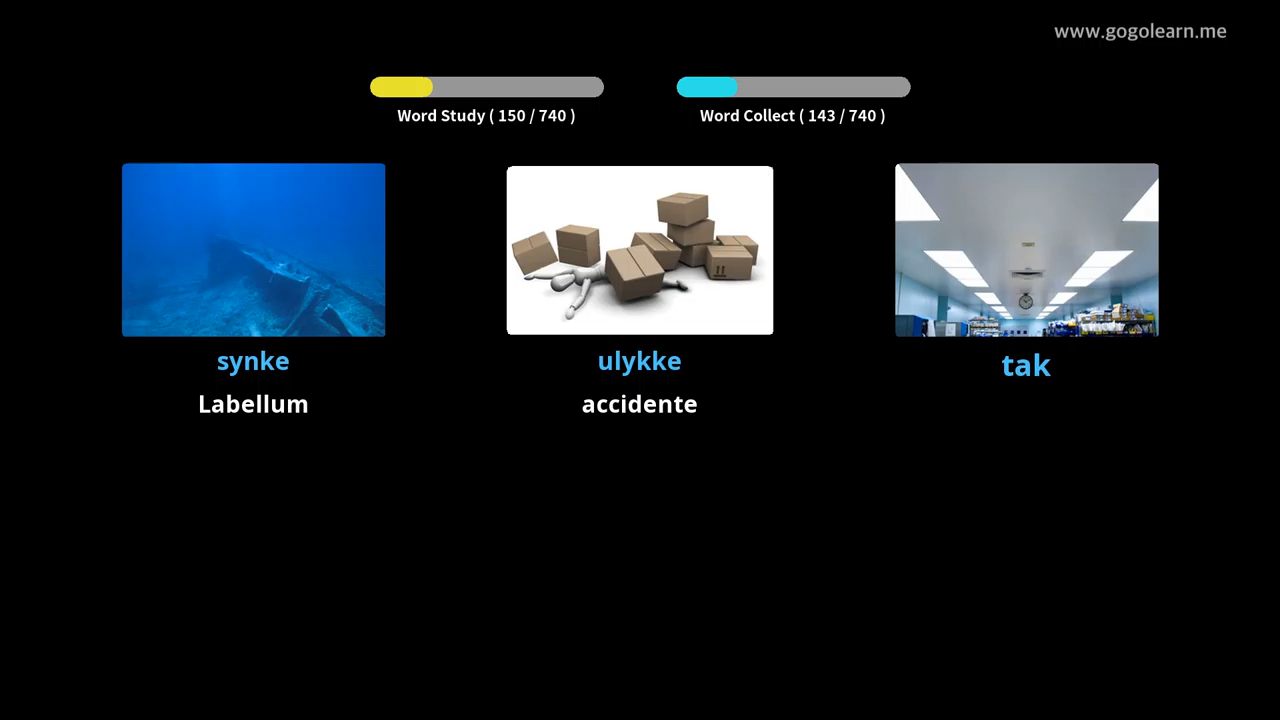 www.gogolearn.me
Word Study ( 150 / 740 )
Word Collect ( 143 / 740 )
synke
ulykke
tak
Labellum
accidente